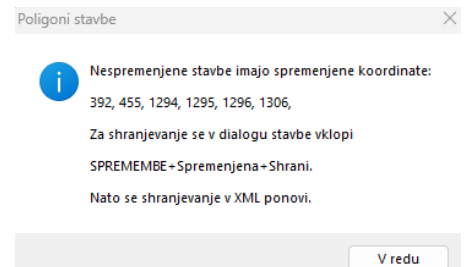 Poligoni stavbe
Nespremenjene stavbe imajo spremenjene koordinate:
392, 455, 1294, 1295, 1296, 1306,
Za shranjevanje se v dialogu stavbe vklopi
SPREMEMBE+Spremenjena+Shrani.
Nato se shranjevanje v XML ponovi.
V redu